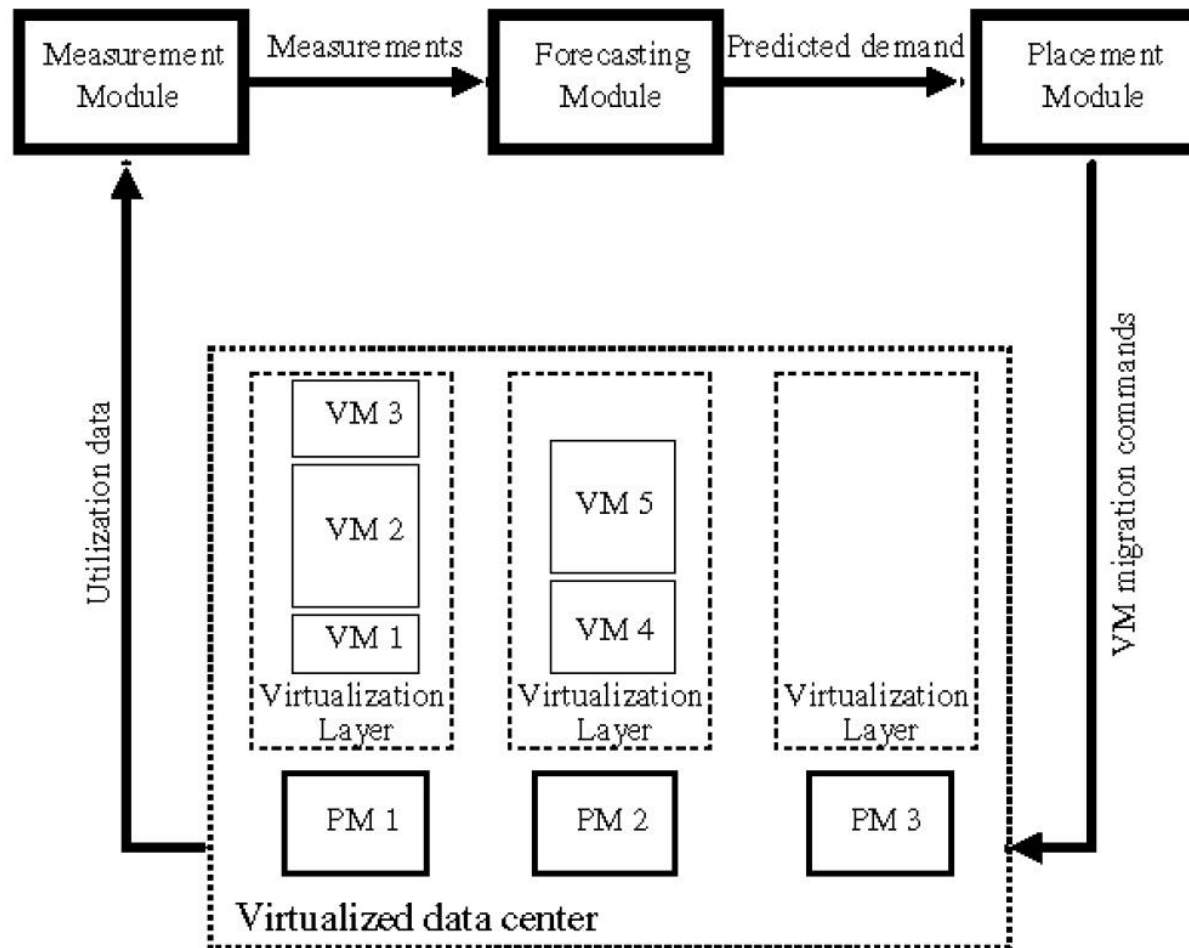 Measurement
Module
Measurements
Forecasting
Module
Predicted demand
Placement
Module
Utilization data
VM migration commands
VM 3
VM 2
VM 1
Virtualization
Layer
VM 5
VM 4
Virtualization
Layer
Virtualization
Layer
PM 1
PM 2
PM 3
Virtualized data center